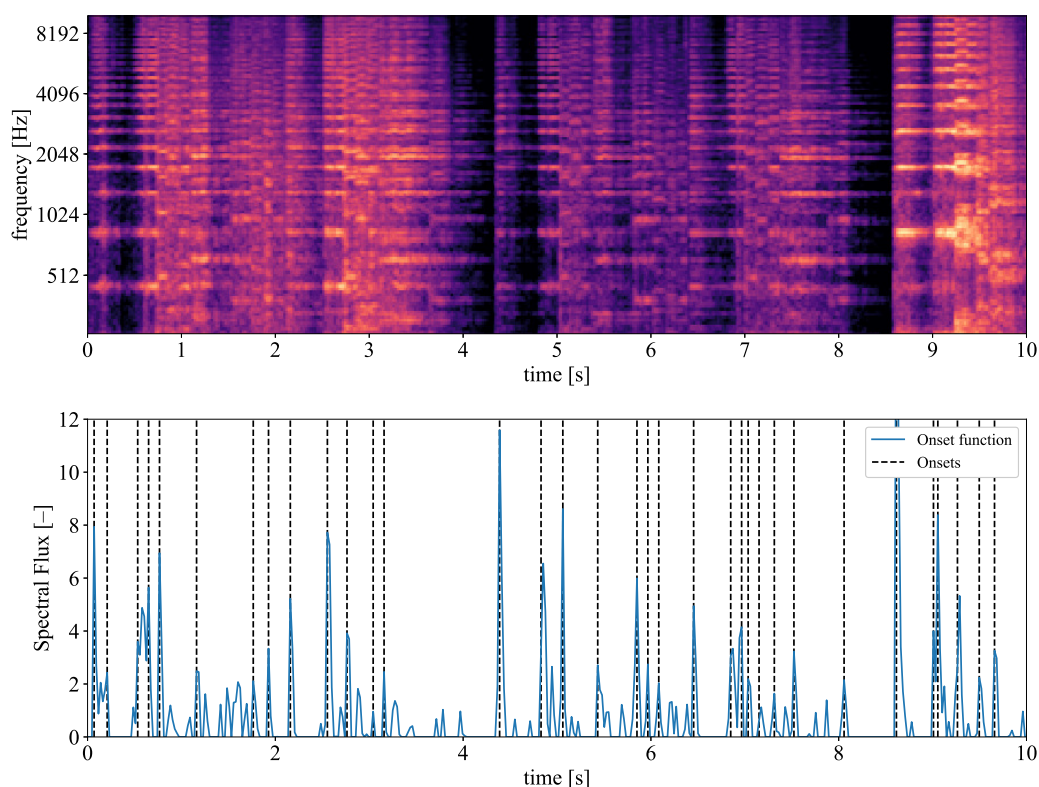 8192
4096
2048
1024
512
frequency [Hz]
0 1 2 3 4 5 6 7 8 9 10
time [s]
12
10
8
6
4
2
0
Spectral Flux [−]
Onset function
Onsets
0 2 4 6 8 10
time [s]